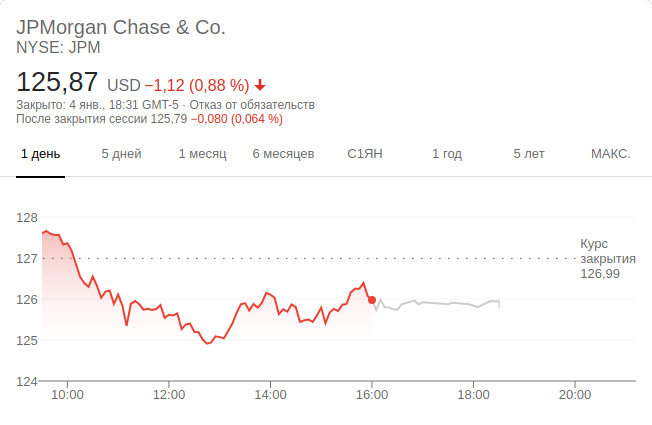 JPMorgan Chase & Co.
NYSE: JPM
125,87 USD −1,12 (0,88 %)
Закрыто: 4 янв., 18:31 GMT-5 · Отказ от обязательств
После закрытия сессии 125,79 −0,080 (0,064 %)
1 день 5 дней 1 месяц 6 месяцев С1ЯН 1 год 5 лет МАКС.
128
127
126
125
124
Курс
закрытия
126,99
10:00 12:00 14:00 16:00 18:00 20:00